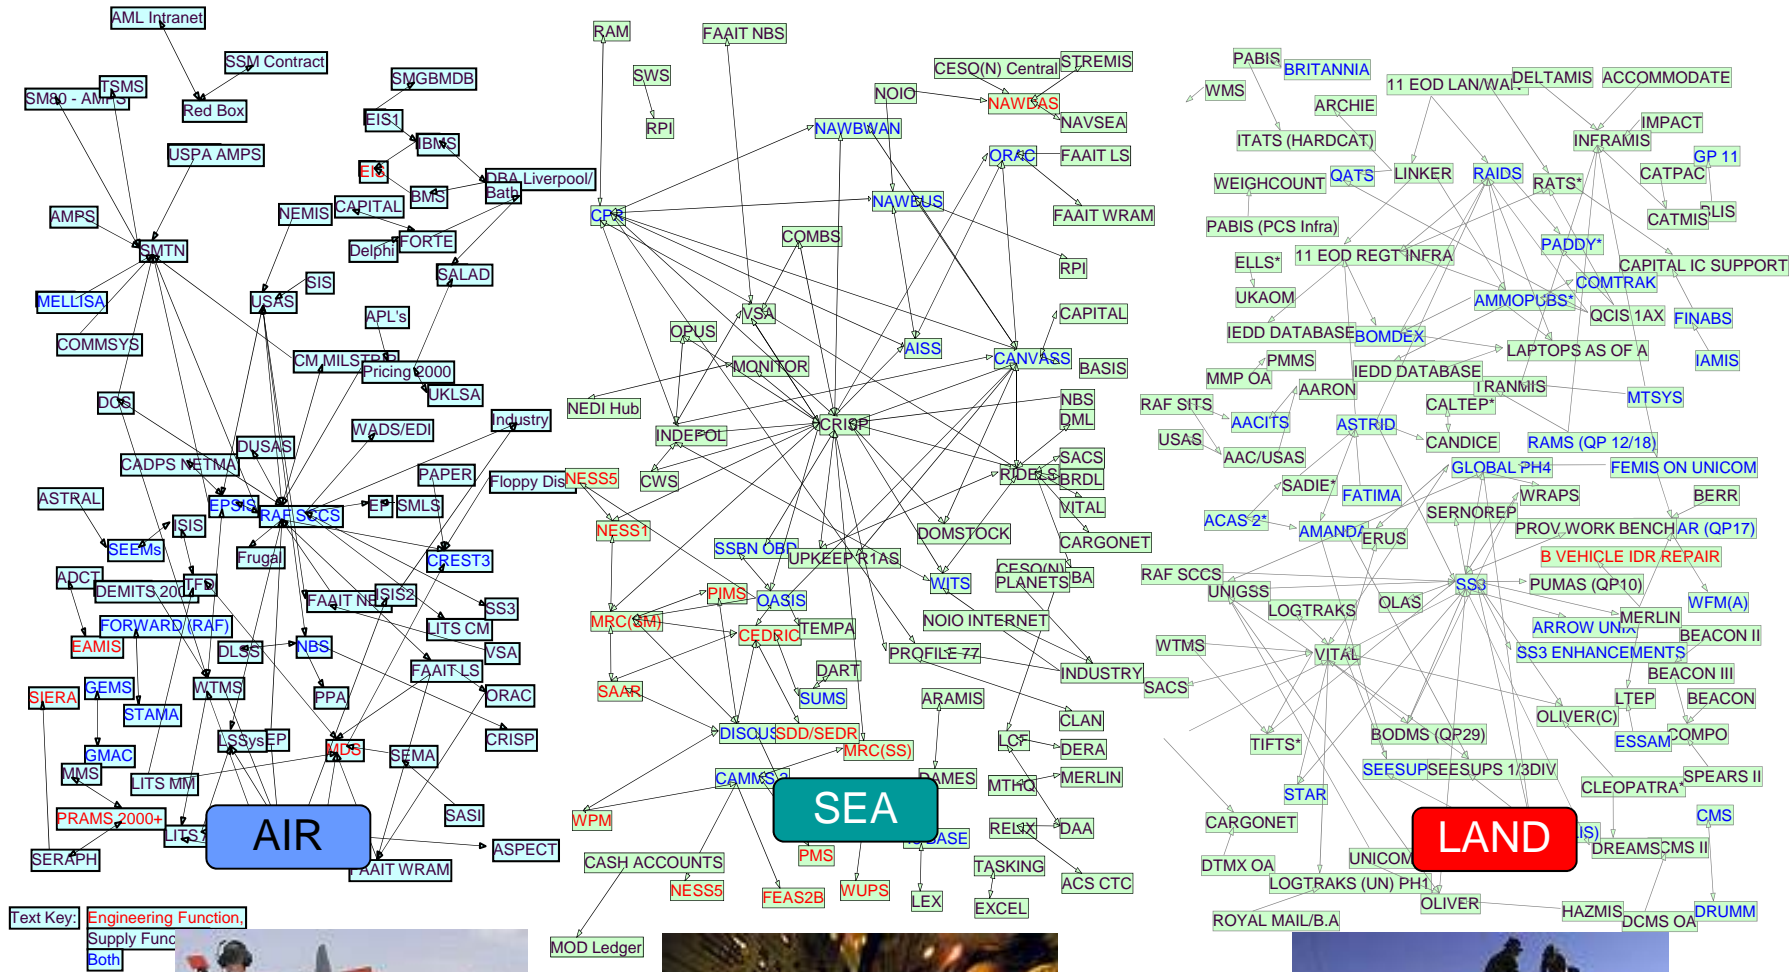 AML Intranet
SSM Contract
TSMS
SM80 - AMPS
Red Box
SMGBMDB
EIS1
IBMS
USPA AMPS
EIS
DBA Liverpool/
Bath
BMS
AMPS
NEMIS
CAPITAL
Delphi
FORTE
SMTN
SALAD
SIS
MELLISA
USAS
APL's
COMMSYS
CM MILSTRIP
Pricing 2000
UKLSA
DCS
Industry
WADS/EDI
DUSAS
CADPS NETMA
PAPER
Floppy Dis
ASTRAL
EPSIS
RAF SCCS
EP
SMLS
ISIS
SEEMs
Frugal
CREST3
ADCT
TFD
DEMITS 200
FAAIT NE
ISIS2
SS3
FORWARD (RAF)
LITS CM
EAMIS
DLSS
NBS
VSA
FAAIT LS
SIERA
GEMS
WTMS
PPA
ORAC
STAMA
LSSys
EP
MDS
CRISP
GMAC
SEMA
MMS
LITS MM
PRAMS 2000+
LITS
SASI
AIR
SERAPH
ASPECT
FAAIT WRAM
Text Key:
Engineering Function,
Supply Func
Both
RAM
FAAIT NBS
SWS
RPI
CESO(N) Central
STREMIS
NOIO
NAWDAS
NAVSEA
NAWBWAN
ORAC
FAAIT LS
CPR
NAWEUS
FAAIT WRAM
COMBS
RPI
VSA
CAPITAL
OPUS
AISS
CANVASS
MONITOR
BASIS
NEDI Hub
NBS
INDEPOL
CRISP
DML
NESS5
CWS
RIDELS
SACS
BRDL
VITAL
NESS1
DOMSTOCK
SSBN OBD
UPKEEP R1AS
CARGONET
CESO(N)
PLANETS
BA
WITS
PIMS
OASIS
MRC(SM)
CEDRIC
TEMPA
NOIO INTERNET
PROFILE 77
INDUSTRY
DART
SAAR
SUMS
ARAMIS
DISCUS
SDD/SEDR
CLAN
MRC(SS)
LCF
DERA
CAMMS 2
DAMES
MTHQ
MERLIN
SEA
WPM
RELIX
DAA
BASE
CASH ACCOUNTS
PMS
TASKING
NESS5
FEAS2B
WUPS
LEX
ACS CTC
EXCEL
MOD Ledger
PABIS
BRITANNIA
11 EOD LAN/WAN
DELTAMIS
ACCOMMODATE
WMS
ARCHIE
IMPACT
ITATS (HARDCAT)
INFRAMIS
GP 11
WEIGHCOUNT
QATS
LINKER
RAIDS
RATS*
CATPAC
CATMIS
BLIS
PABIS (PCS Infra)
PADDY*
ELLS*
11 EOD REGT INFRA
CAPITAL IC SUPPORT
COMTRAK
UKAOM
AMMOPUBS*
QCIS 1AX
FINABS
IEDD DATABASE
BOMDEX
LAPTOPS AS OF A
PMMS
IEDD DATABASE
IAMIS
MMP OA
AARON
TRANMIS
MTSYS
RAF SITS
CALTEP*
AACITS
ASTRID
USAS
CANDICE
RAMS (QP 12/18)
AAC/USAS
GLOBAL PH4
FEMIS ON UNICOM
SADIE*
FATIMA
WRAPS
BERR
ACAS 2*
SERNOREP
AMANDA
ERUS
PROV WORK BENCH
AR (QP17)
B VEHICLE IDR REPAIR
RAF SCCS
UNIGSS
SS3
PUMAS (QP10)
OLAS
WFM(A)
LOGTRAKS
MERLIN
ARROW UNIX
BEACON II
WTMS
VITAL
SS3 ENHANCEMENTS
BEACON III
SACS
LTEP
BEACON
OLIVER(C)
TIFTS*
BODMS (QP29)
ESSAM
COMPO
SEESUP
SEESUPS 1/3DIV
SPEARS II
STAR
CLEOPATRA*
CARGONET
LAND
IS)
CMS
DREAMS
CMS II
DTMX OA
UNICOM
LOGTRAKS (UN) PH1
OLIVER
ROYAL MAIL/B.A
HAZMIS
DCMS OA
DRUMM